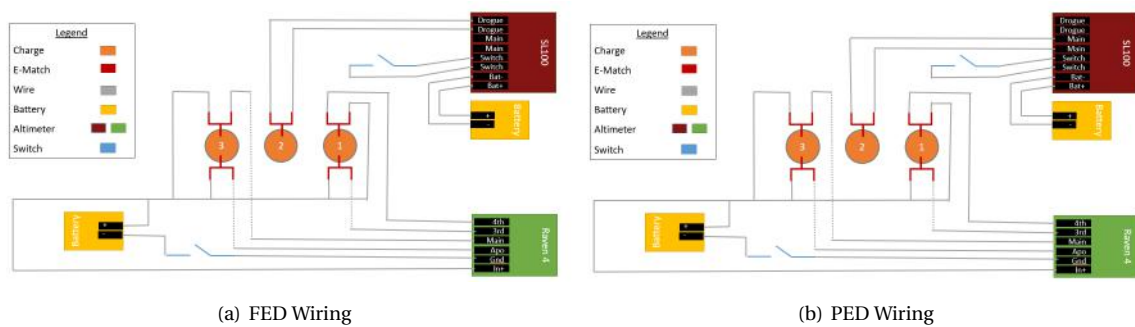 Legend
Charge
E-Match
Wire
Battery
Altimeter
Switch
Drogue
Drogue
Main
Main
Switch
Switch
Bat-
Bat+
SL100
+
-
Battery
3
2
1
Battery
+
-
4th
3rd
Main
Apo
Gnd
In+
Raven 4
(a) FED Wiring
Legend
Charge
E-Match
Wire
Battery
Altimeter
Switch
Drogue
Drogue
Main
Main
Switch
Switch
Bat-
Bat+
SL100
+
-
Battery
3
2
1
Battery
+
-
4th
3rd
Main
Apo
Gnd
In+
Raven 4
(b) PED Wiring